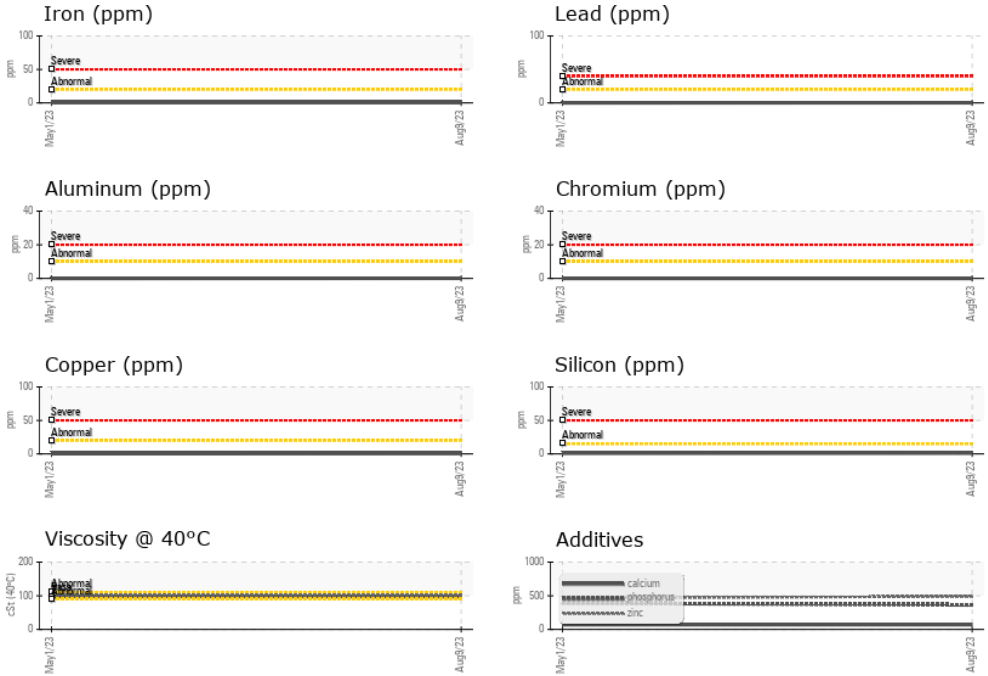 Iron (ppm)
100
50
0
ppm
Severe
Abnormal
May1/23
Aug9/23
Lead (ppm)
100
50
0
ppm
Severe
Abnormal
May1/23
Aug9/23
Aluminum (ppm)
40
20
0
ppm
Severe
Abnormal
May1/23
Aug9/23
Chromium (ppm)
40
20
0
ppm
Severe
Abnormal
May1/23
Aug9/23
Copper (ppm)
100
50
0
ppm
Severe
Abnormal
May1/23
Aug9/23
Silicon (ppm)
100
50
0
ppm
Severe
Abnormal
May1/23
Aug9/23
Viscosity @ 40°C
200
100
0
cSt (40°C)
Abnormal
Abnormal
May1/23
Aug9/23
Additives
1000
500
0
ppm
calcium
phosphorus
zinc
May1/23
Aug9/23